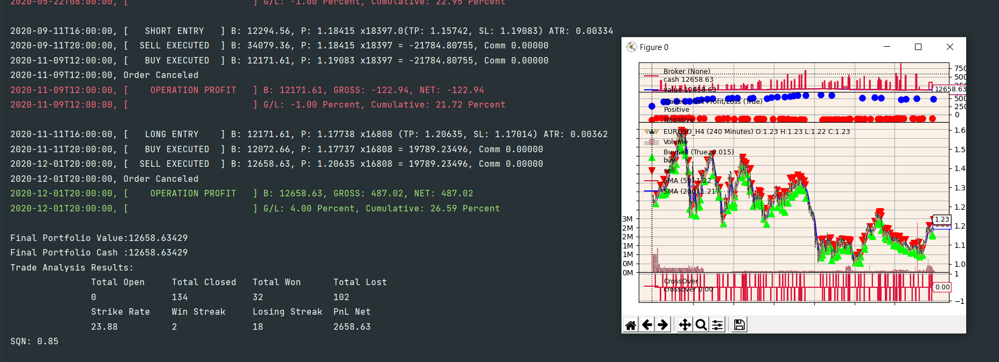 2020-05-22T08:00:00, [ ] G/L: -1.00 Percent, Cumulative: 22.95 Percent
2020-09-11T16:00:00, [ SHORT ENTRY ] B: 12294.56, P: 1.18415 x18397.0(TP: 1.15742, SL: 1.19083) ATR: 0.00334
2020-09-11T20:00:00, [ SELL EXECUTED ] B: 34079.36, P: 1.18415 x18397 = -21784.80755, Comm 0.00000
2020-11-09T12:00:00, [ BUY EXECUTED ] B: 12171.61, P: 1.19083 x18397 = -21784.80755, Comm 0.00000
2020-11-09T12:00:00, Order Canceled
2020-11-09T12:00:00, [ OPERATION PROFIT ] B: 12171.61, GROSS: -122.94, NET: -122.94
2020-11-09T12:00:00, [ ] G/L: -1.00 Percent, Cumulative: 21.72 Percent
2020-11-11T16:00:00, [ LONG ENTRY ] B: 12171.61, P: 1.17738 x16808 (TP: 1.20635, SL: 1.17014) ATR: 0.00362
2020-11-11T20:00:00, [ BUY EXECUTED ] B: 12072.66, P: 1.17737 x16808 = 19789.23496, Comm 0.00000
2020-12-01T20:00:00, [ SELL EXECUTED ] B: 12658.63, P: 1.20635 x16808 = 19789.23496, Comm 0.00000
2020-12-01T20:00:00, Order Canceled
2020-12-01T20:00:00, [ OPERATION PROFIT ] B: 12658.63, GROSS: 487.02, NET: 487.02
2020-12-01T20:00:00, [ ] G/L: 4.00 Percent, Cumulative: 26.59 Percent
Final Portfolio Value:12658.63429
Final Portfolio Cash :12658.63429
Trade Analysis Results:
Total Open Total Closed Total Won Total Lost
0 134 32 102
Strike Rate Win Streak Losing Streak PnL Net
23.88 2 18 2658.63
SQN: 0.85
Figure 0
Broker (None)
cash 12658.63
value 12658.63
750
500
12658.63
Trades - Net Profit/Loss (True)
Positive
Negative
500
250
0
EURUSD_H4 (240 Minutes) O:1.23 H:1.23 L:1.22 C:1.23
Volume
BuySell (True, 0.015)
buy
sell
SMA (50) 1.22
SMA (200) 1.21
1.6
1.5
1.4
1.3
1.2
1.23
1.2
1.1
1.0
3M
2M
2M
1M
1M
0M
0M
CrossOver
crossover 0.00
1
0.00
−1